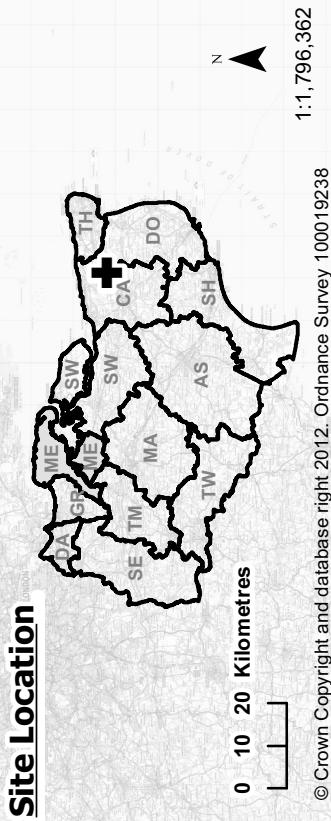 Site Location
N
ME
SW
TH
DA
GR
ME
SW
CA
DO
SE
TM
MA
AS
SH
TW
0 10 20 Kilometres
1:1,796,362
© Crown Copyright and database right 2012. Ordnance Survey 100019238